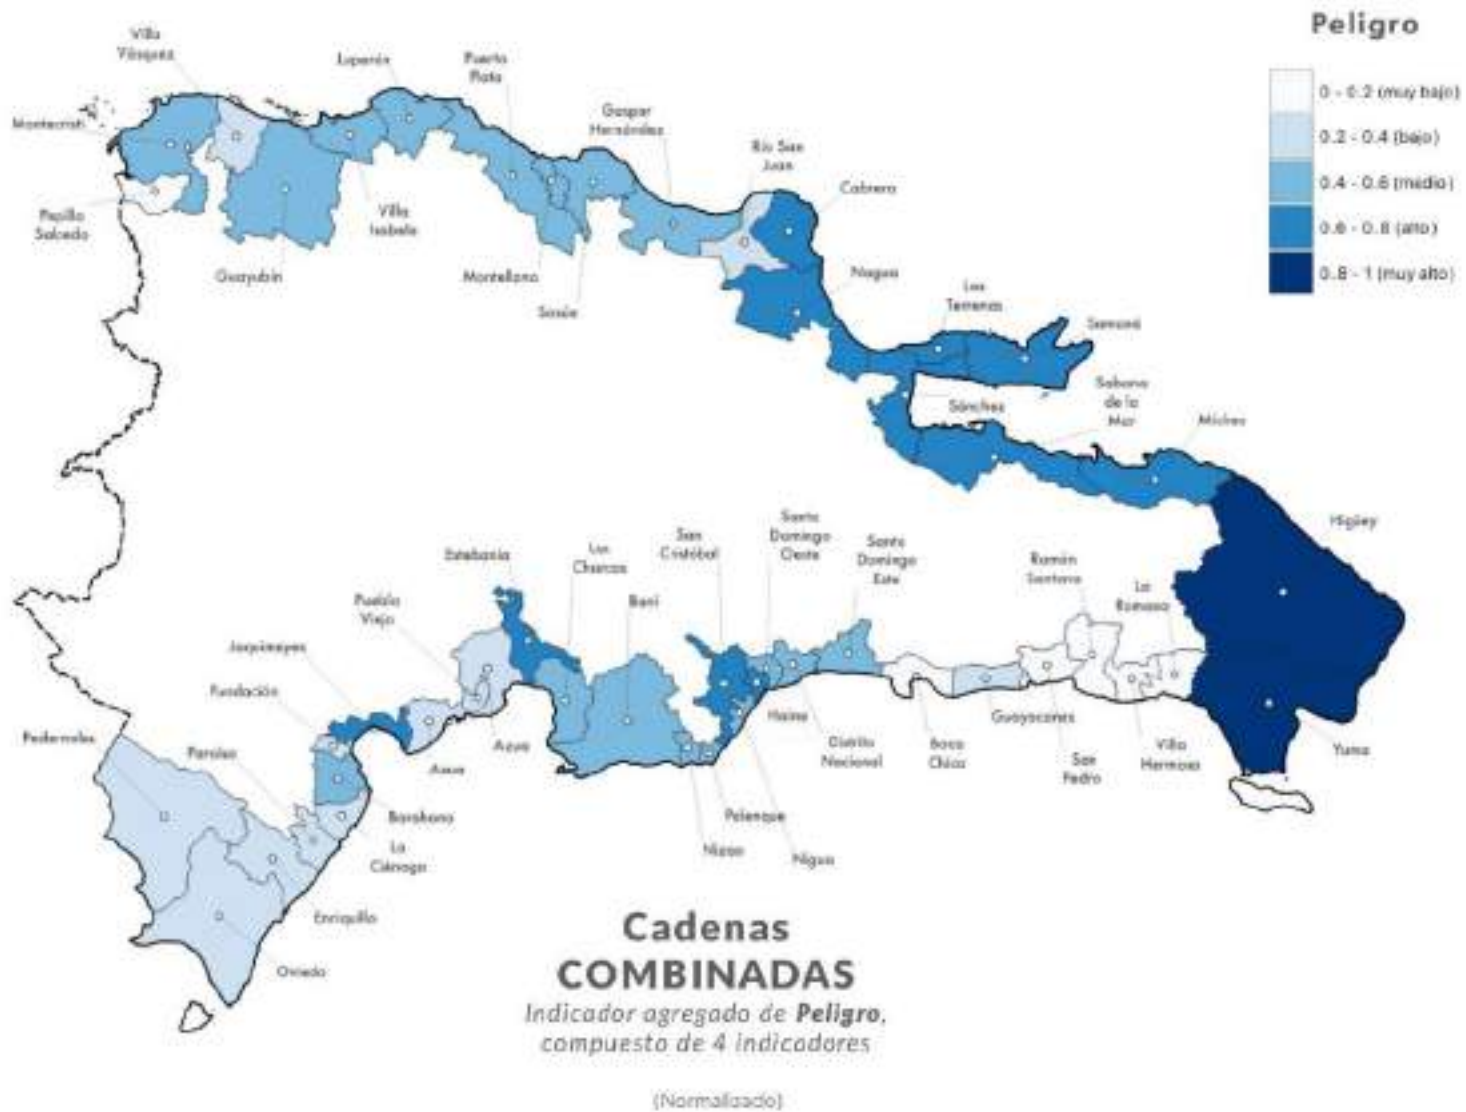 Peligro
0 - 0.2 (muy bajo)
0.2 - 0.4 (bajo)
0.4 - 0.6 (medio)
0.6 - 0.8 (alto)
0.8 - 1 (muy alto)
Villa
Vásquez
Luperón
Puerto
Plata
Montecristi
Gaspar
Hernández
Río San
Juan
Cabrera
Pepillo
Salcedo
Villa
Isabela
Guayubín
Montellano
Sosúa
Nagua
Las
Terrenas
Samaná
Sánchez
Sabana
de la
Mar
Miches
Higüey
Estebanía
Las
Charcas
San
Cristóbal
Santo
Domingo
Oeste
Santo
Domingo
Este
Ramón
Santana
La
Romana
Pueblo
Viejo
Baní
Jaquimeyes
Fundación
Pedernales
Paraíso
Azua
Azua
Haina
Distrito
Nacional
Boca
Chica
Guayacanes
San
Pedro
Villa
Hermosa
Yuma
Barahona
La
Ciénaga
Palenque
Nizao
Nigua
Enriquillo
Oviedo
Cadenas
COMBINADAS
Indicador agregado de Peligro,
compuesto de 4 indicadores
(Normalizado)